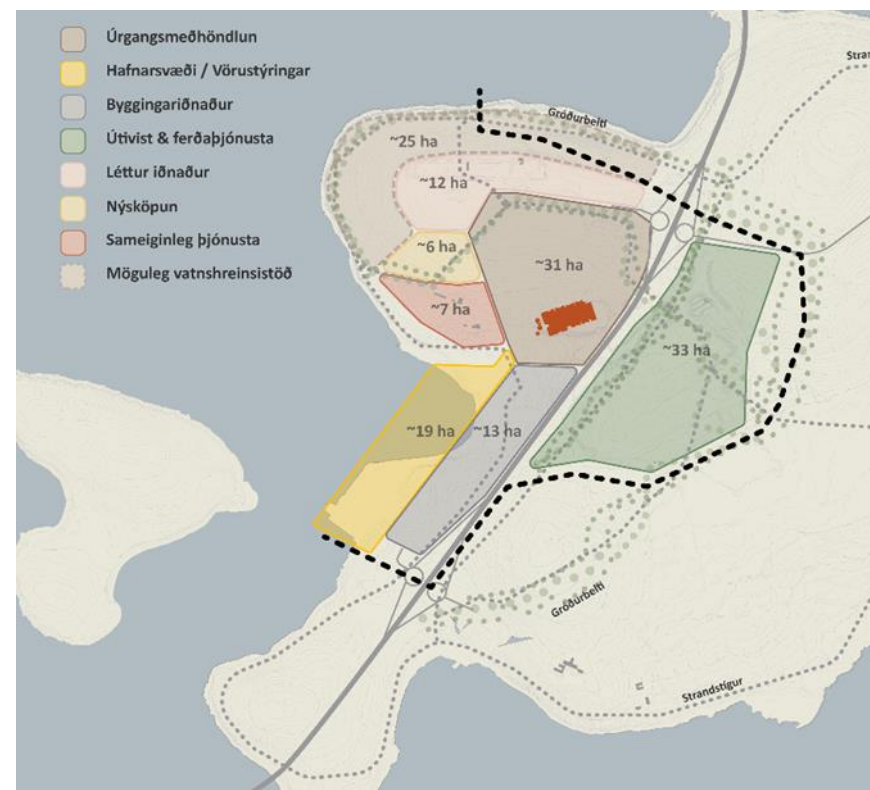 Úrgangsmeðhöndlun
Hafnarsvæði / Vörustýringar
Byggingariðnaður
Útivist & ferðaþjónusta
Léttur iðnaður
Nýsköpun
Sameiginleg þjónusta
Möguleg vatnshreinsistöð
Gróðurbelti
~25 ha
~12 ha
~6 ha
~31 ha
~7 ha
~33 ha
~19 ha
~13 ha
Gróðurbelti
Strandstígur